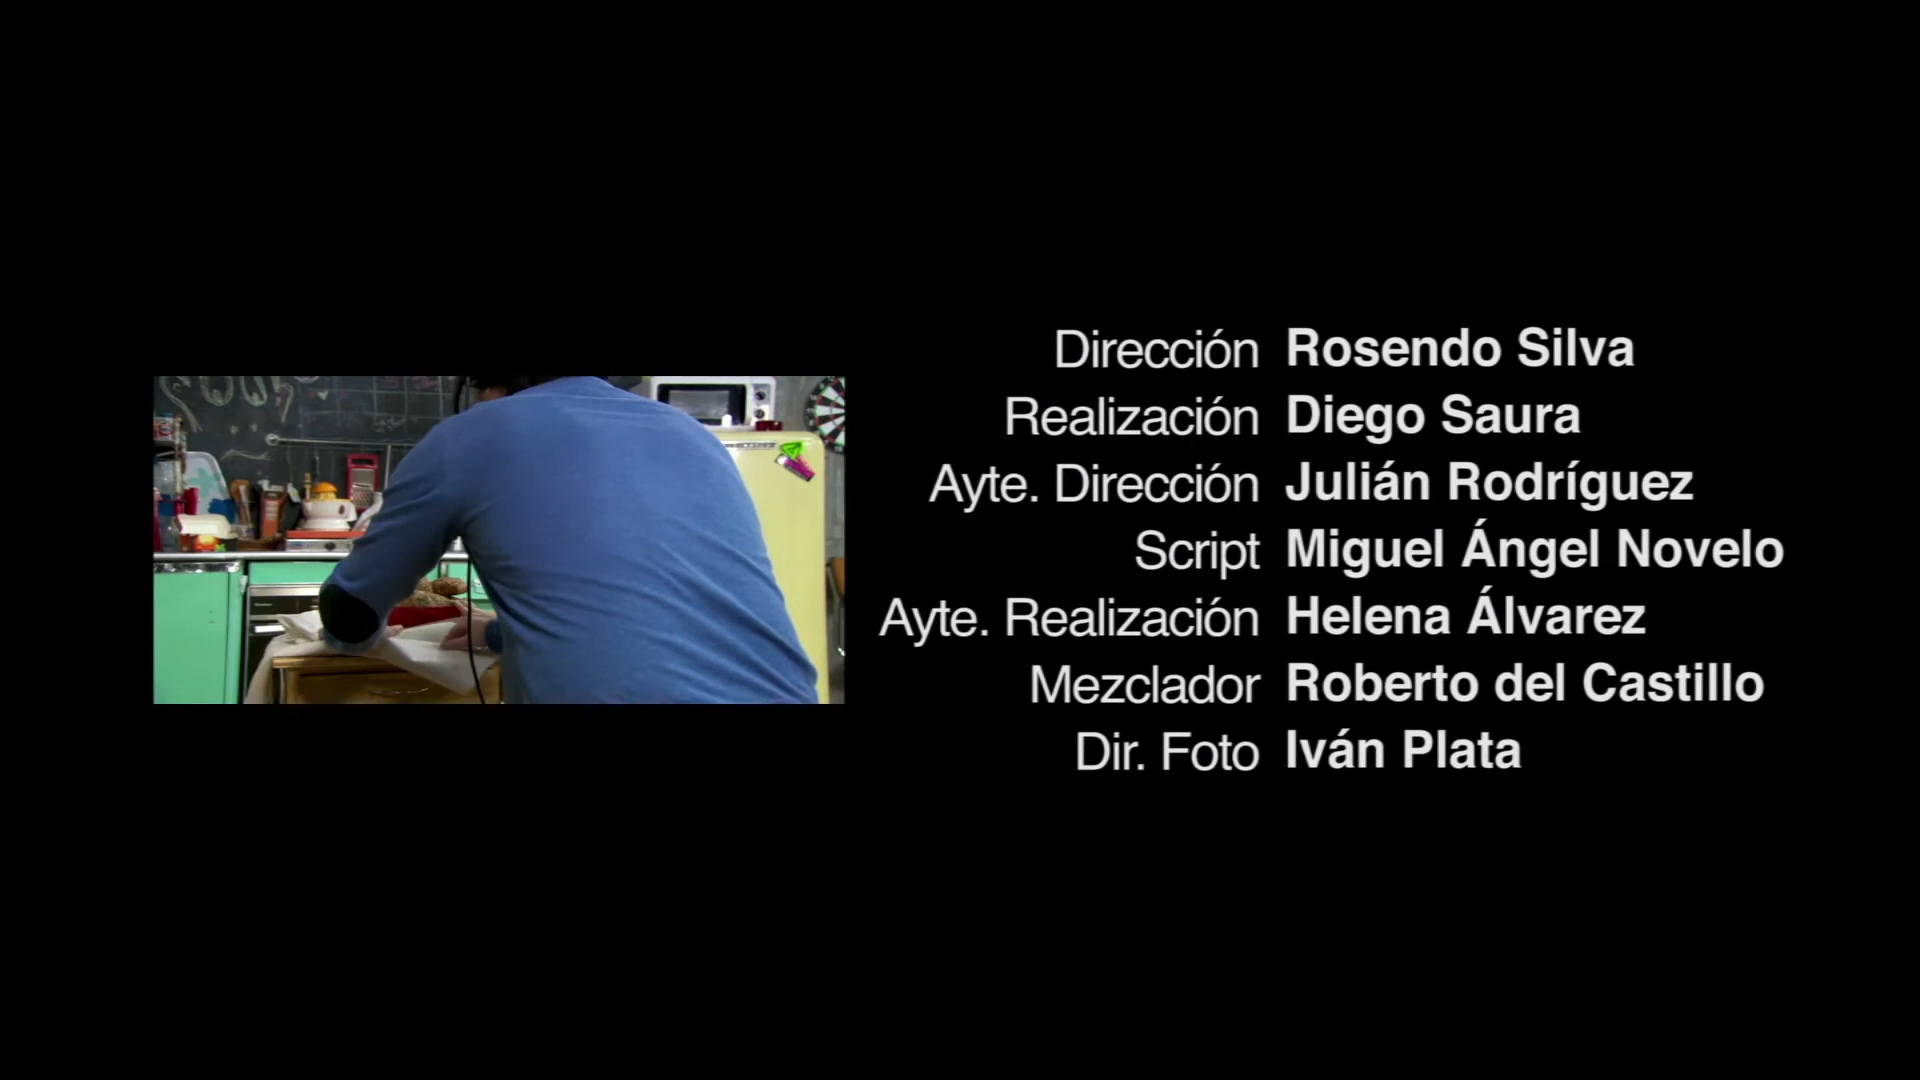 Dirección Rosendo Silva
Realización Diego Saura
Ayte. Dirección Julián Rodríguez
Script Miguel Ángel Novelo
Ayte. Realización Helena Álvarez
Mezclador Roberto del Castillo
Dir. Foto Iván Plata